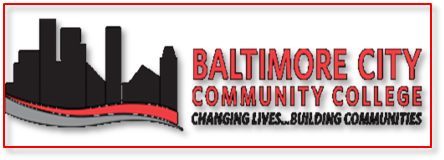 BALTIMORE CITY
COMMUNITY COLLEGE
CHANGING LIVES...BUILDING COMMUNITIES